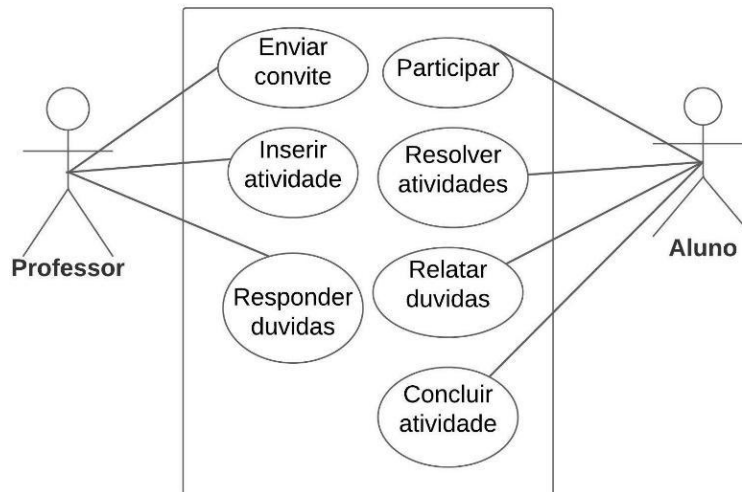 Enviar
convite
Participar
Inserir
atividade
Resolver
atividades
Professor
Aluno
Responder
duvidas
Relatar
duvidas
Concluir
atividade